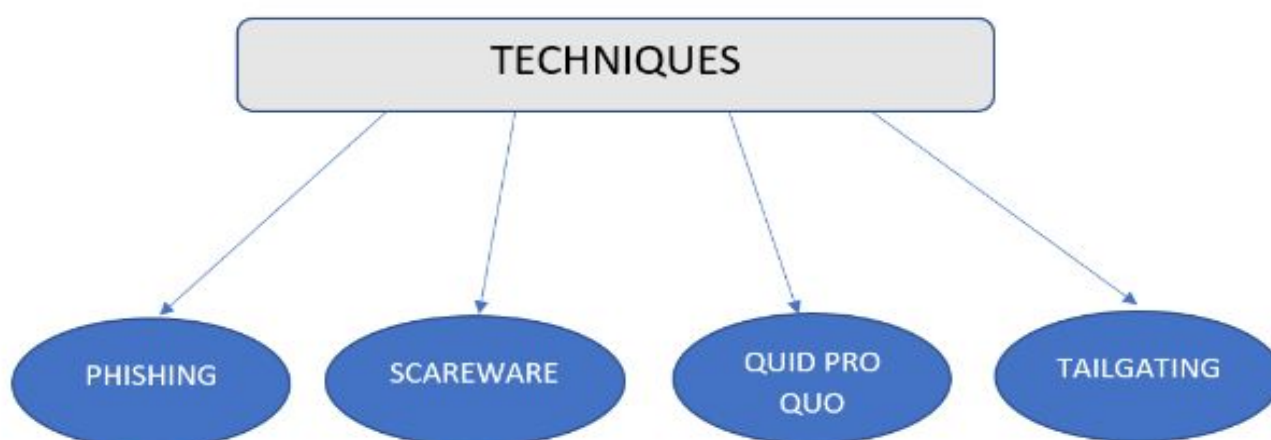 TECHNIQUES
PHISHING
SCAREWARE
QUID PRO
QUO
TAILGATING